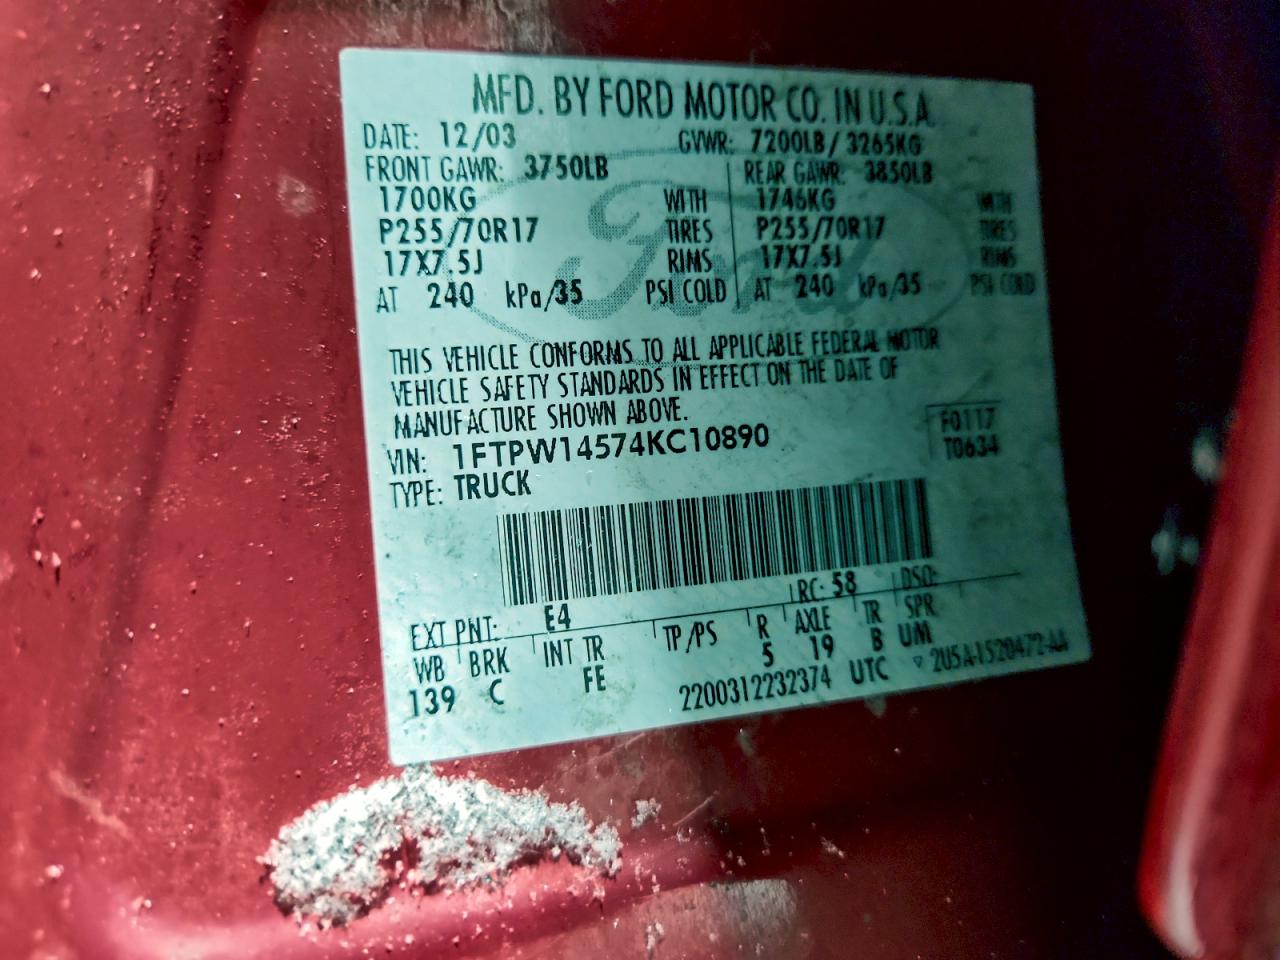 MFD. BY FORD MOTOR CO. IN U.S.A.
DATE: 12/03 GVWR: 7200LB/ 3265KG
FRONT GAWR: 3750LB REAR GAWR: 3850LB
1700KG WITH 1746KG WITH
P255/70R17 TIRES P255/70R17 TIRES
17X7.5J RIMS 17X7.5J RIMS
AT 240 kPa/35 PSI COLD AT 240 kPa/35 PSI COLD
Ford
THIS VEHICLE CONFORMS TO ALL APPLICABLE FEDERAL MOTOR
VEHICLE SAFETY STANDARDS IN EFFECT ON THE DATE OF
MANUFACTURE SHOWN ABOVE.
VIN: 1FTPW14574KC10890 F0117
TYPE: TRUCK T0634
EXT PNT: E4 RC: 58 DSO:
WB BRK INT TR TP/PS R AXLE TR SPR
139 C FE 5 19 B UM
2200312232374 UTC ▽ 2U5A-1520472-AA